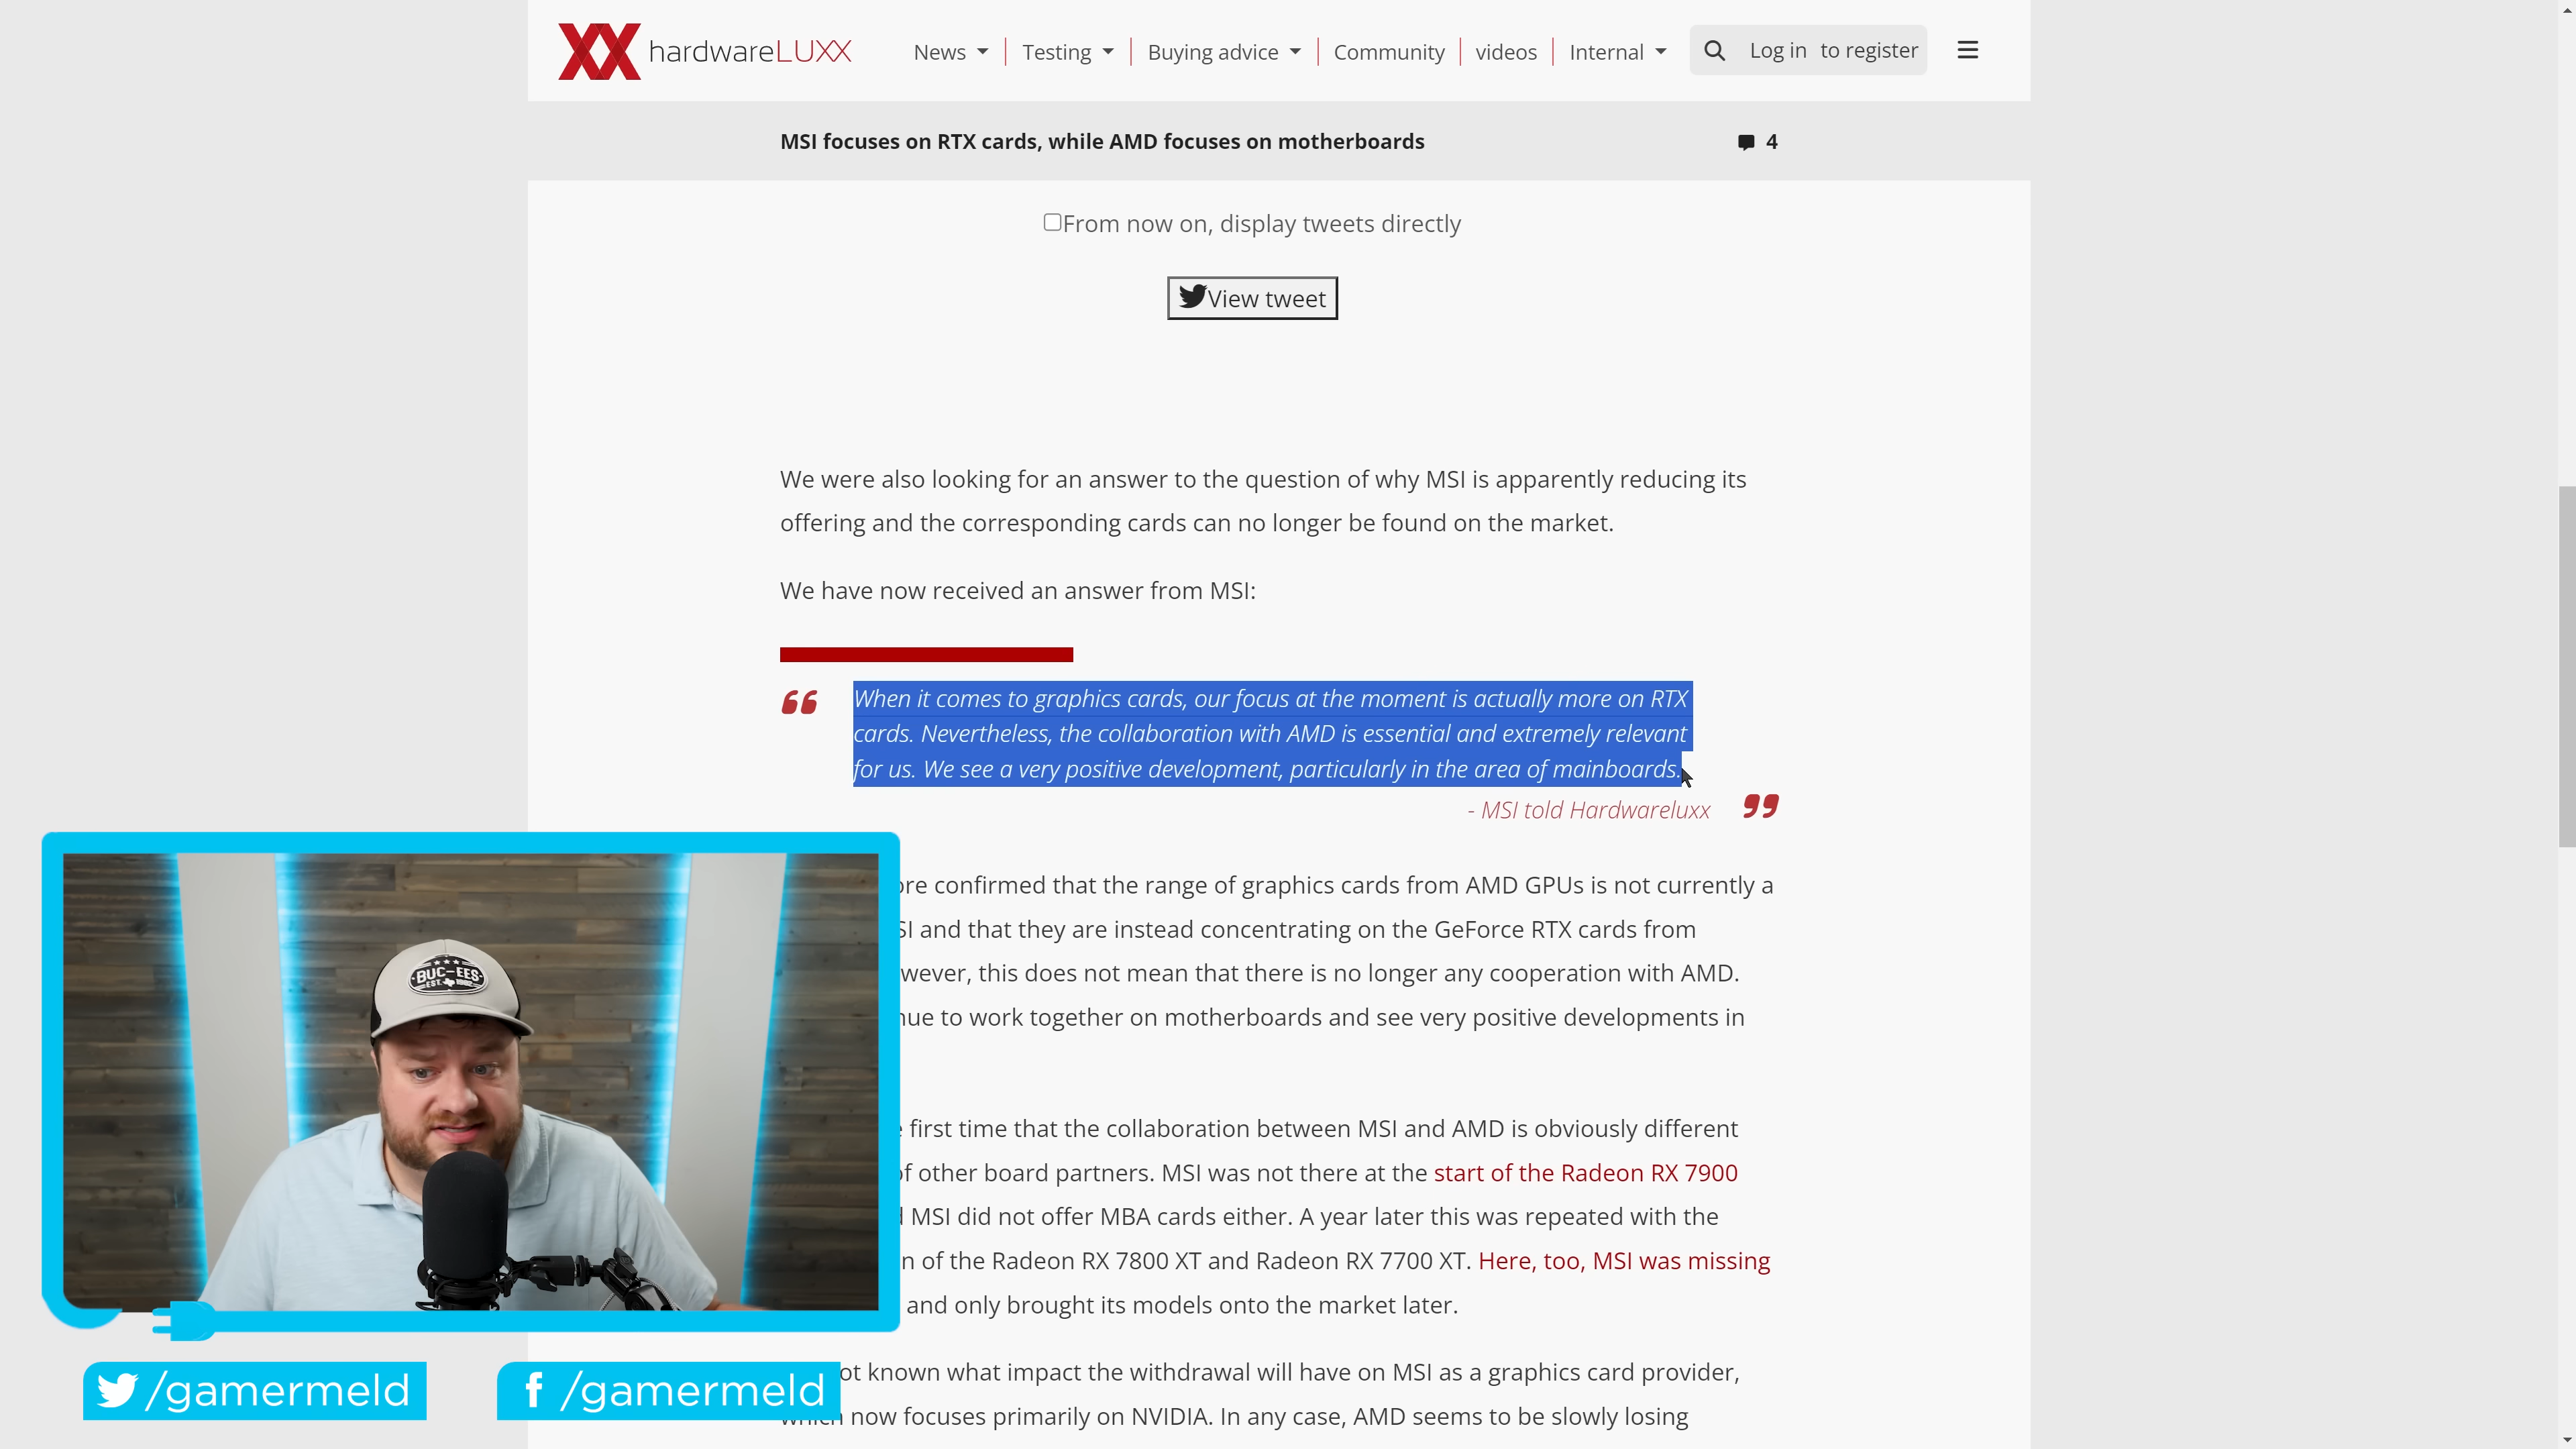 hardwareLUXX
News
Testing
Buying advice
Community
videos
Internal
Log in to register
MSI focuses on RTX cards, while AMD focuses on motherboards
4
From now on, display tweets directly
View tweet
We were also looking for an answer to the question of why MSI is apparently reducing its
offering and the corresponding cards can no longer be found on the market.
We have now received an answer from MSI:
“ When it comes to graphics cards, our focus at the moment is actually more on RTX
cards. Nevertheless, the collaboration with AMD is essential and extremely relevant
for us. We see a very positive development, particularly in the area of mainboards.
- MSI told Hardwareluxx ”
confirmed that the range of graphics cards from AMD GPUs is not currently a
and that they are instead concentrating on the GeForce RTX cards from
this does not mean that there is no longer any cooperation with AMD.
to work together on motherboards and see very positive developments in
first time that the collaboration between MSI and AMD is obviously different
of other board partners. MSI was not there at the start of the Radeon RX 7900
MSI did not offer MBA cards either. A year later this was repeated with the
of the Radeon RX 7800 XT and Radeon RX 7700 XT. Here, too, MSI was missing
and only brought its models onto the market later.
known what impact the withdrawal will have on MSI as a graphics card provider,
now focuses primarily on NVIDIA. In any case, AMD seems to be slowly losing
BUC-EES
EST.
/gamermeld
/gamermeld